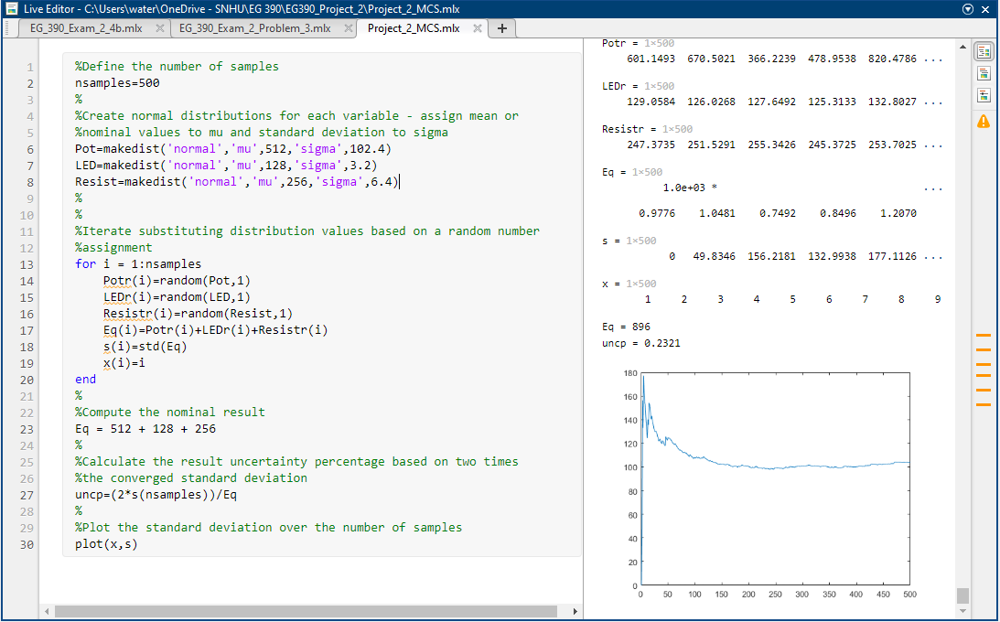 Live Editor - C:\Users\water\OneDrive - SNHU\EG 390\EG390_Project_2\Project_2_MCS.mlx
EG_390_Exam_2_4b.mlx EG_390_Exam_2_Problem_3.mlx Project_2_MCS.mlx
1 %Define the number of samples
2 nsamples=500
3 %
4 %Create normal distributions for each variable - assign mean or
5 %nominal values to mu and standard deviation to sigma
6 Pot=makedist('normal','mu',512,'sigma',102.4)
7 LED=makedist('normal','mu',128,'sigma',3.2)
8 Resist=makedist('normal','mu',256,'sigma',6.4)
9 %
10 %
11 %Iterate substituting distribution values based on a random number
12 %assignment
13 for i = 1:nsamples
14 Potr(i)=random(Pot,1)
15 LEDr(i)=random(LED,1)
16 Resistr(i)=random(Resist,1)
17 Eq(i)=Potr(i)+LEDr(i)+Resistr(i)
18 s(i)=std(Eq)
19 x(i)=i
20 end
21 %
22 %Compute the nominal result
23 Eq = 512 + 128 + 256
24 %
25 %Calculate the result uncertainty percentage based on two times
26 %the converged standard deviation
27 uncp=(2*s(nsamples))/Eq
28 %
29 %Plot the standard deviation over the number of samples
30 plot(x,s)
Potr = 1×500
601.1493 670.5021 366.2239 478.9538 820.4786 ...
LEDr = 1×500
129.0584 126.0268 127.6492 125.3133 132.8027 ...
Resistr = 1×500
247.3735 251.5291 255.3426 245.3725 253.7025 ...
Eq = 1×500
1.0e+03 * ...
0.9776 1.0481 0.7492 0.8496 1.2070
s = 1×500
0 49.8346 156.2181 132.9938 177.1126 ...
x = 1×500
1 2 3 4 5 6 7 8 9
Eq = 896
uncp = 0.2321
180
160
140
120
100
80
60
40
20
0
0 50 100 150 200 250 300 350 400 450 500